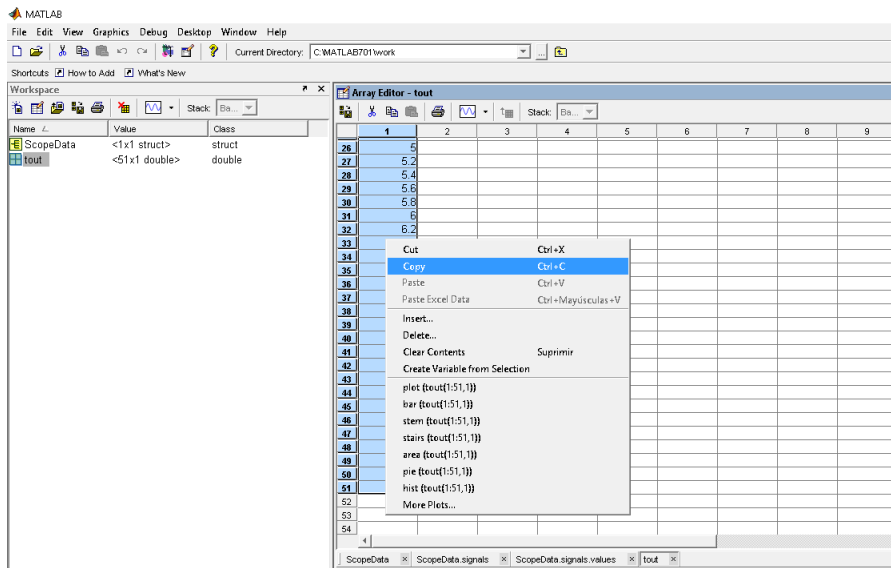 MATLAB
File Edit View Graphics Debug Desktop Window Help
Current Directory: C:\MATLAB701\work
...
Shortcuts How to Add What's New
Workspace
Stack: Ba...
Name Value Class
ScopeData <1x1 struct> struct
tout <51x1 double> double
Array Editor - tout
Stack: Ba...
1 2 3 4 5 6 7 8 9
26 5
27 5.2
28 5.4
29 5.6
30 5.8
31 6
32 6.2
33
34
35
36
37
38
39
40
41
42
43
44
45
46
47
48
49
50
51
52
53
54
Cut Ctrl+X
Copy Ctrl+C
Paste Ctrl+V
Paste Excel Data Ctrl+Mayúsculas+V
Insert...
Delete...
Clear Contents Suprimir
Create Variable from Selection
plot (tout(1:51,1))
bar (tout(1:51,1))
stem (tout(1:51,1))
stairs (tout(1:51,1))
area (tout(1:51,1))
pie (tout(1:51,1))
hist (tout(1:51,1))
More Plots...
ScopeData ScopeData.signals ScopeData.signals.values tout